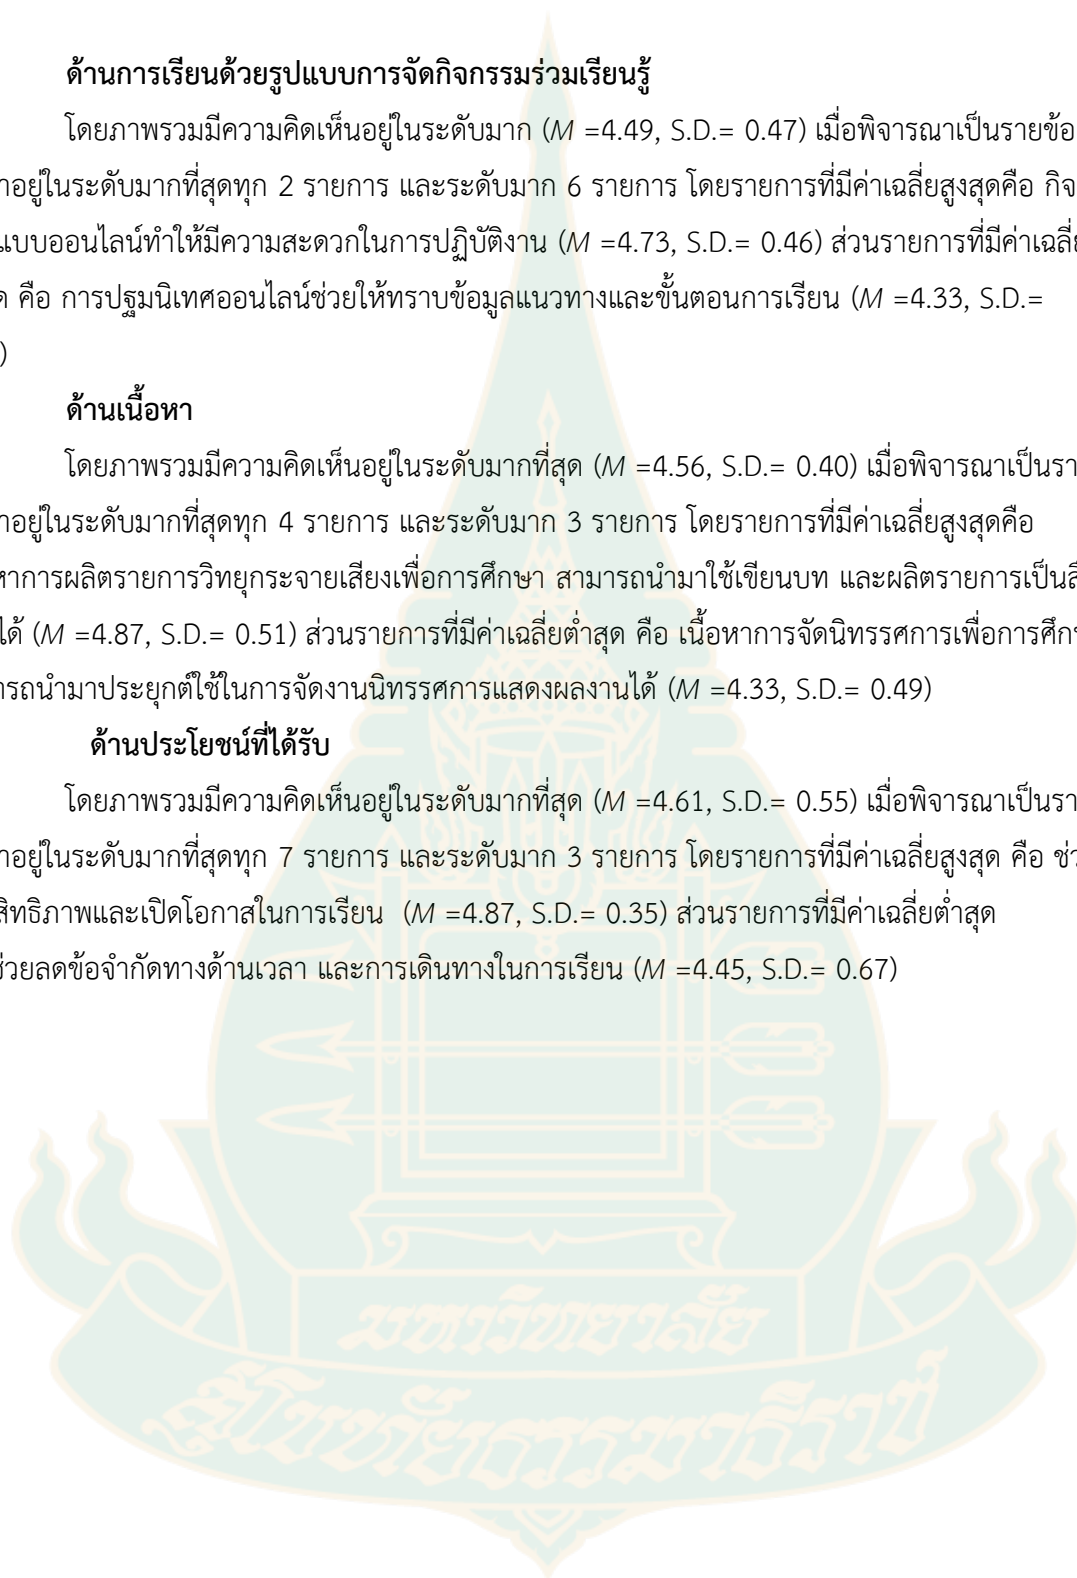 ด้านการเรียนด้วยรูปแบบการจัดกิจกรรมร่วมเรียนรู้
โดยภาพรวมมีความคิดเห็นอยู่ในระดับมาก (M =4.49, S.D.= 0.47) เมื่อพิจารณาเป็นรายข้อ
อยู่ในระดับมากที่สุดทุก 2 รายการ และระดับมาก 6 รายการ โดยรายการที่มีค่าเฉลี่ยสูงสุดคือ กิจ
แบบออนไลน์ทำให้มีความสะดวกในการปฏิบัติงาน (M =4.73, S.D.= 0.46) ส่วนรายการที่มีค่าเฉลี่ย
ด คือ การปฐมนิเทศออนไลน์ช่วยให้ทราบข้อมูลแนวทางและขั้นตอนการเรียน (M =4.33, S.D.=
)
ด้านเนื้อหา
โดยภาพรวมมีความคิดเห็นอยู่ในระดับมากที่สุด (M =4.56, S.D.= 0.40) เมื่อพิจารณาเป็นรา
อยู่ในระดับมากที่สุดทุก 4 รายการ และระดับมาก 3 รายการ โดยรายการที่มีค่าเฉลี่ยสูงสุดคือ
หาการผลิตรายการวิทยุกระจายเสียงเพื่อการศึกษา สามารถนำมาใช้เขียนบท และผลิตรายการเป็นสื
ได้ (M =4.87, S.D.= 0.51) ส่วนรายการที่มีค่าเฉลี่ยต่ำสุด คือ เนื้อหาการจัดนิทรรศการเพื่อการศึกษ
ารถนำมาประยุกต์ใช้ในการจัดงานนิทรรศการแสดงผลงานได้ (M =4.33, S.D.= 0.49)
ด้านประโยชน์ที่ได้รับ
โดยภาพรวมมีความคิดเห็นอยู่ในระดับมากที่สุด (M =4.61, S.D.= 0.55) เมื่อพิจารณาเป็นรา
อยู่ในระดับมากที่สุดทุก 7 รายการ และระดับมาก 3 รายการ โดยรายการที่มีค่าเฉลี่ยสูงสุด คือ ช่ว
สิทธิภาพและเปิดโอกาสในการเรียน (M =4.87, S.D.= 0.35) ส่วนรายการที่มีค่าเฉลี่ยต่ำสุด
ช่วยลดข้อจำกัดทางด้านเวลา และการเดินทางในการเรียน (M =4.45, S.D.= 0.67)
มหาวิทยาลัย
สุโขทัยธรรมาธิราช